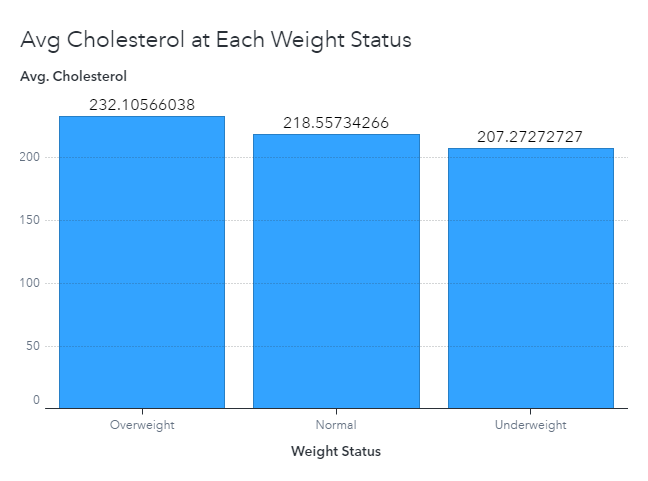 Avg Cholesterol at Each Weight Status
Avg. Cholesterol
232.10566038
218.55734266
207.27272727
200
150
100
50
0
Overweight Normal Underweight
Weight Status